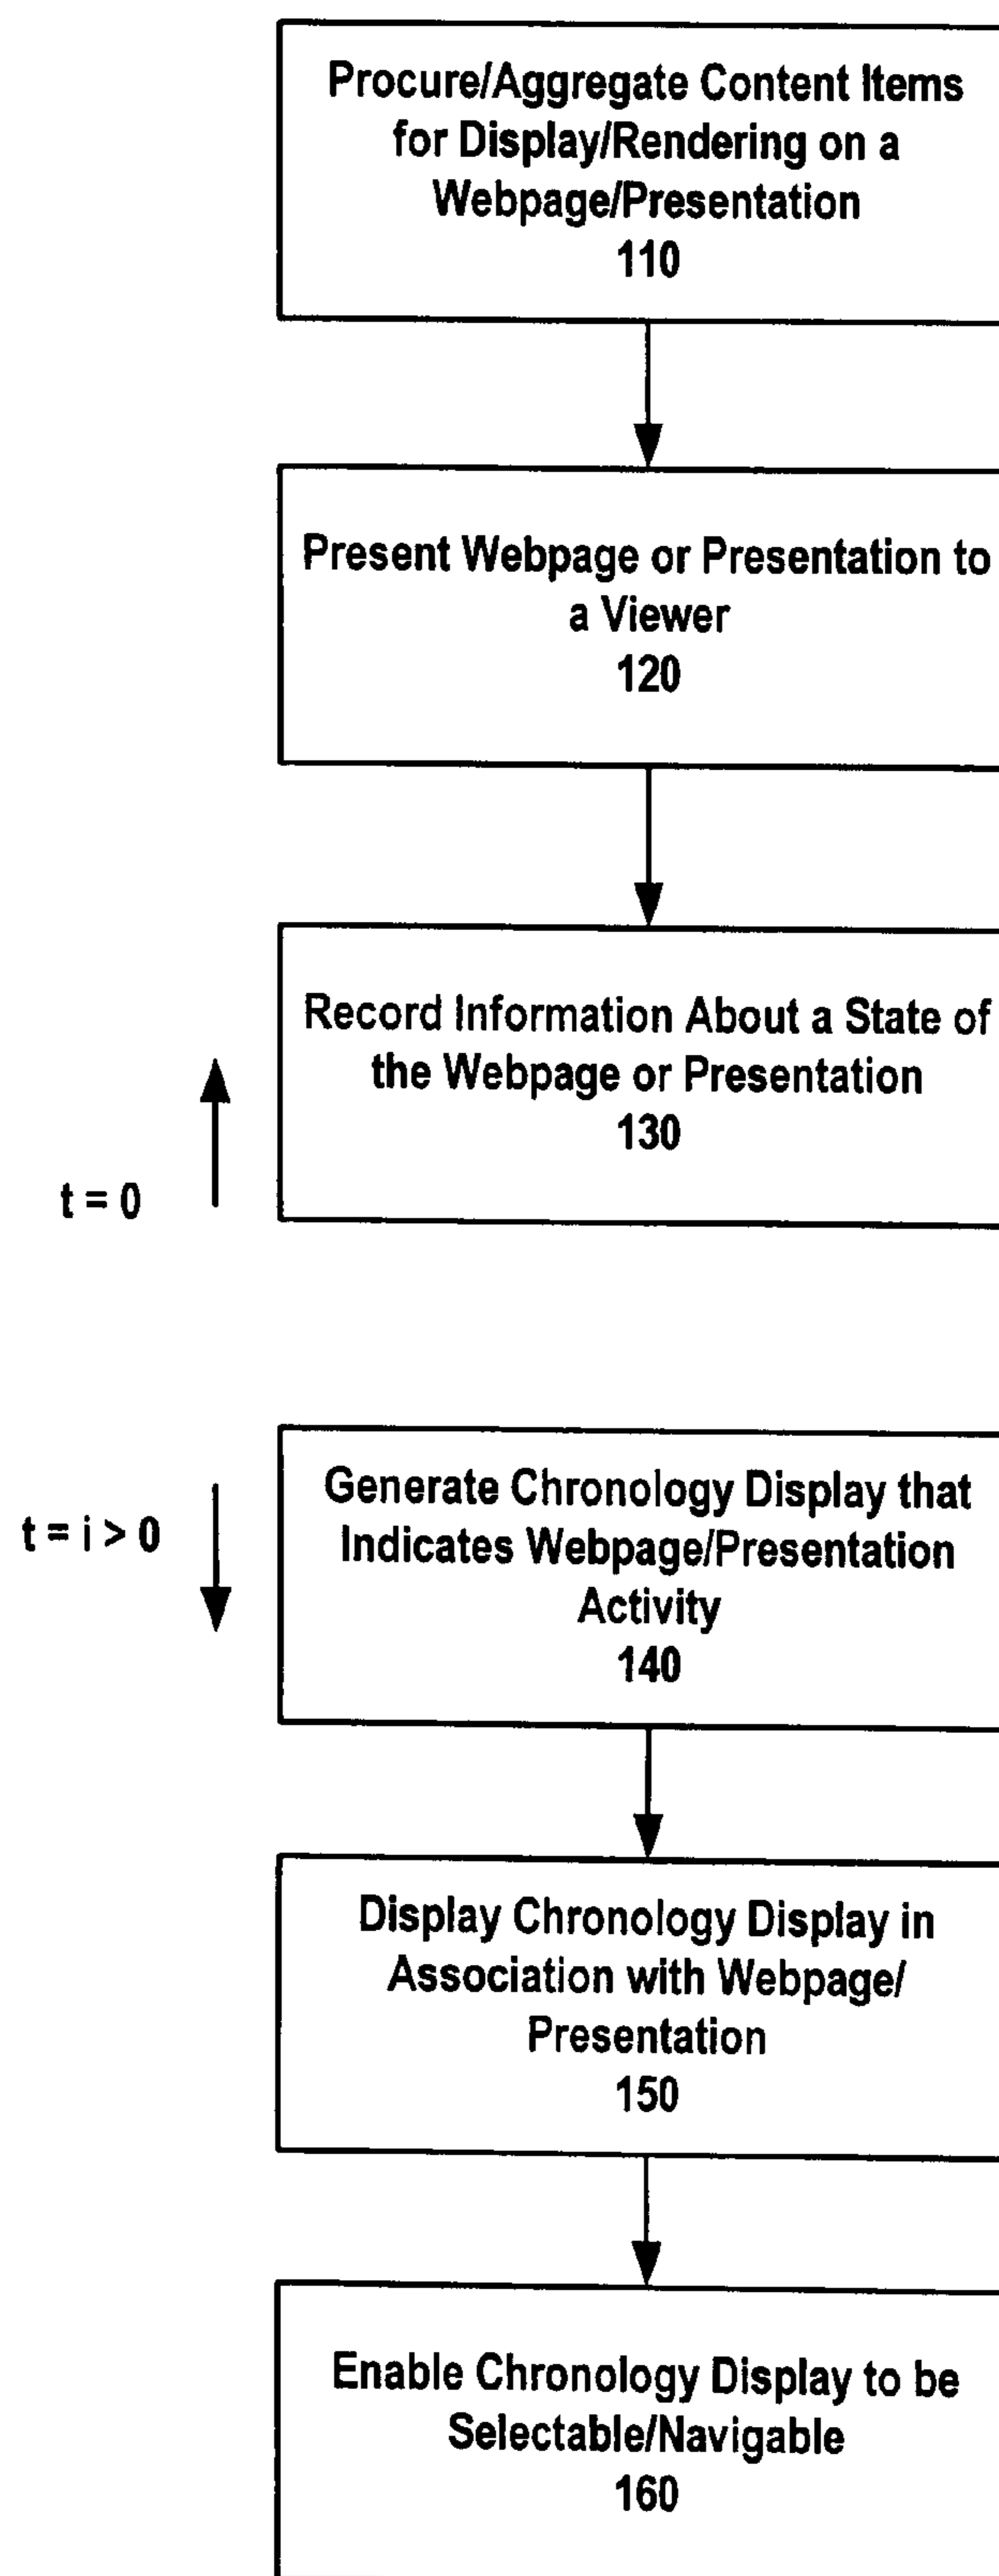 Procure/Aggregate Content Items
for Display/Rendering on a
Webpage/Presentation
110
Present Webpage or Presentation to
a Viewer
120
Record Information About a State of
the Webpage or Presentation
130
t = 0
t = i > 0
Generate Chronology Display that
Indicates Webpage/Presentation
Activity
140
Display Chronology Display in
Association with Webpage/
Presentation
150
Enable Chronology Display to be
Selectable/Navigable
160